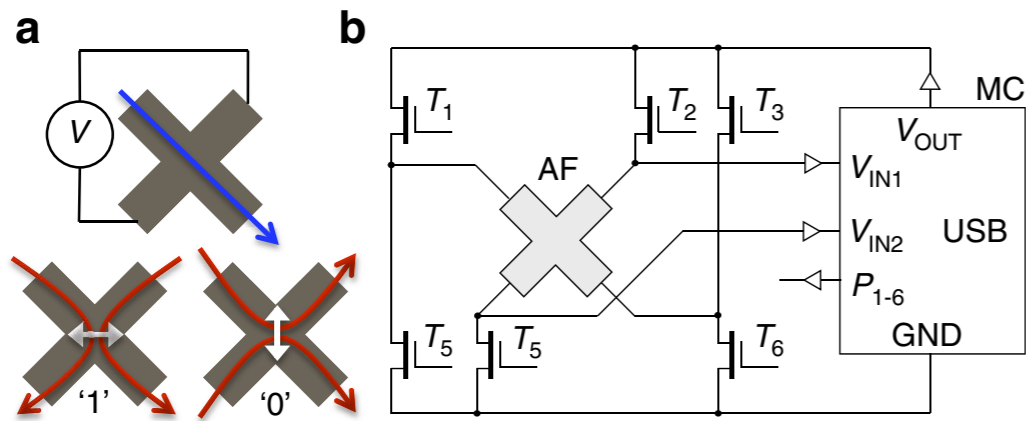 a
V
'1'
'0'
b
T1
T2
T3
MC
VOUT
AF
VIN1
VIN2
USB
P1-6
GND
T5
T5
T6